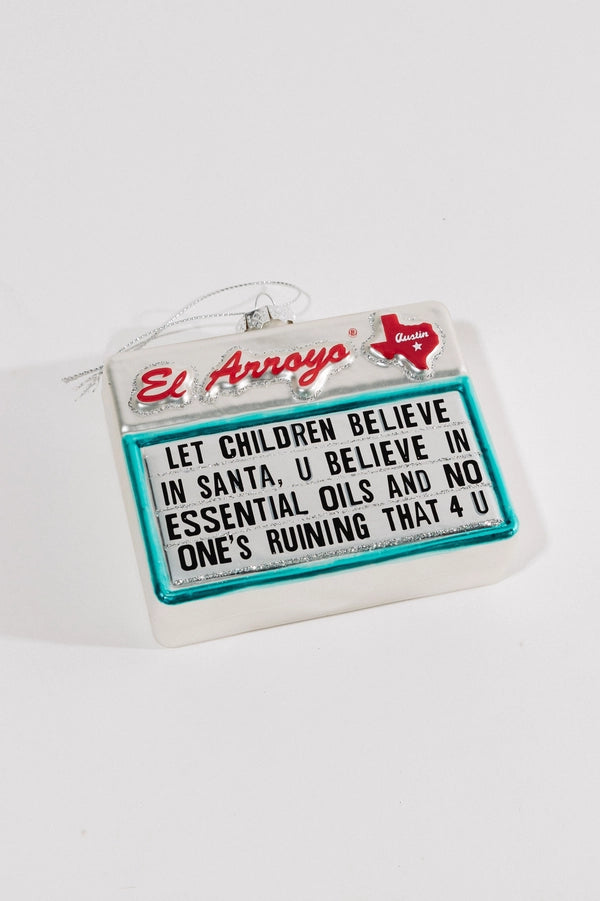 El Arroyo®
Austin
LET CHILDREN BELIEVE
IN SANTA, U BELIEVE IN
ESSENTIAL OILS AND NO
ONE'S RUINING THAT 4 U